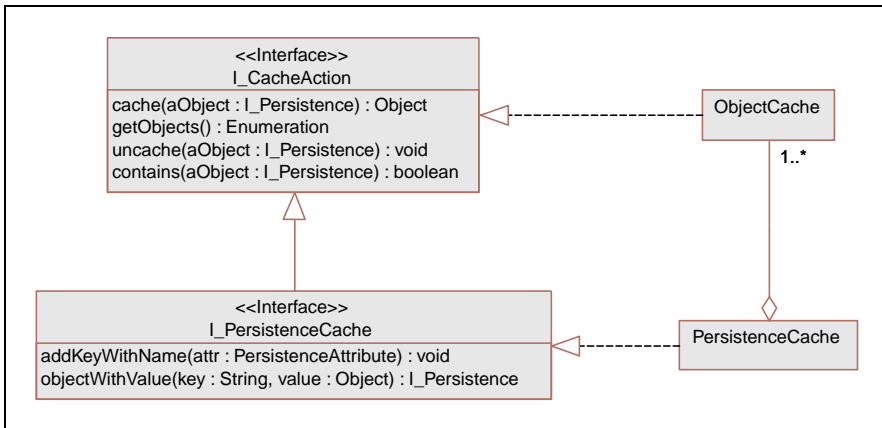 <<Interface>>
I_CacheAction
cache(aObject : I_Persistence) : Object
getObjects() : Enumeration
uncache(aObject : I_Persistence) : void
contains(aObject : I_Persistence) : boolean
ObjectCache
1..*
<<Interface>>
I_PersistenceCache
addKeyWithName(attr : PersistenceAttribute) : void
objectWithValue(key : String, value : Object) : I_Persistence
PersistenceCache